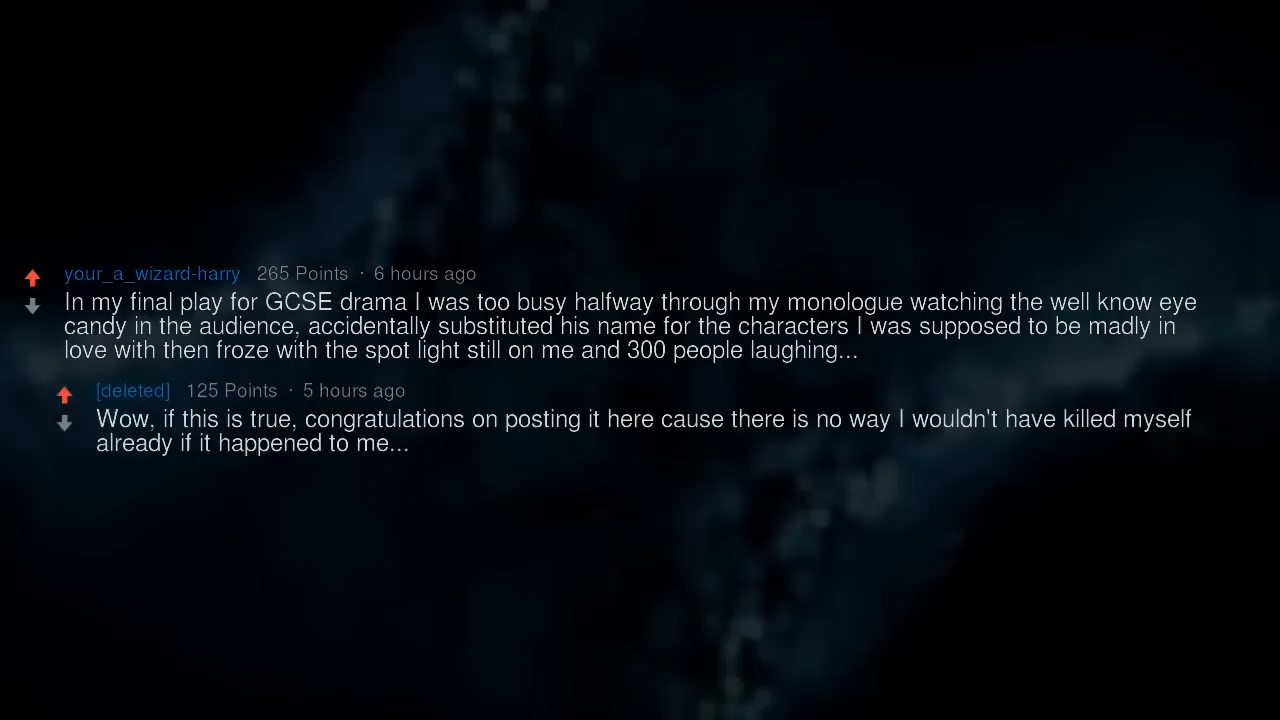 your_a_wizard-harry 265 Points · 6 hours ago
In my final play for GCSE drama I was too busy halfway through my monologue watching the well know eye
candy in the audience, accidentally substituted his name for the characters I was supposed to be madly in
love with then froze with the spot light still on me and 300 people laughing...
[deleted] 125 Points · 5 hours ago
Wow, if this is true, congratulations on posting it here cause there is no way I wouldn't have killed myself
already if it happened to me...